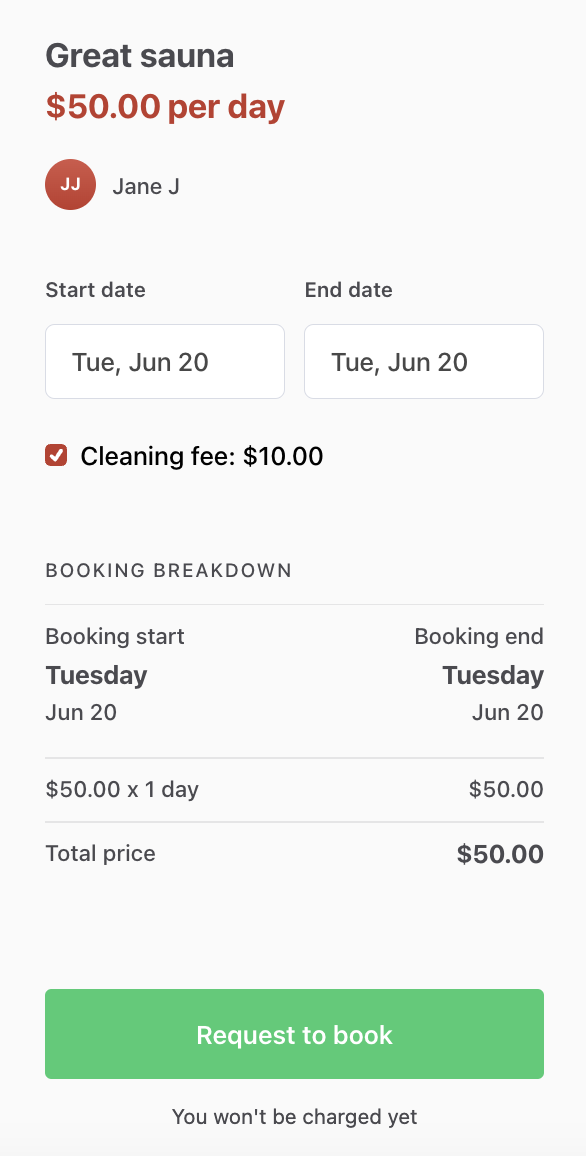 Great sauna
$50.00 per day
JJ Jane J
Start date End date
Tue, Jun 20 Tue, Jun 20
Cleaning fee: $10.00
BOOKING BREAKDOWN
Booking start Booking end
Tuesday Tuesday
Jun 20 Jun 20
$50.00 x 1 day $50.00
Total price $50.00
Request to book
You won't be charged yet